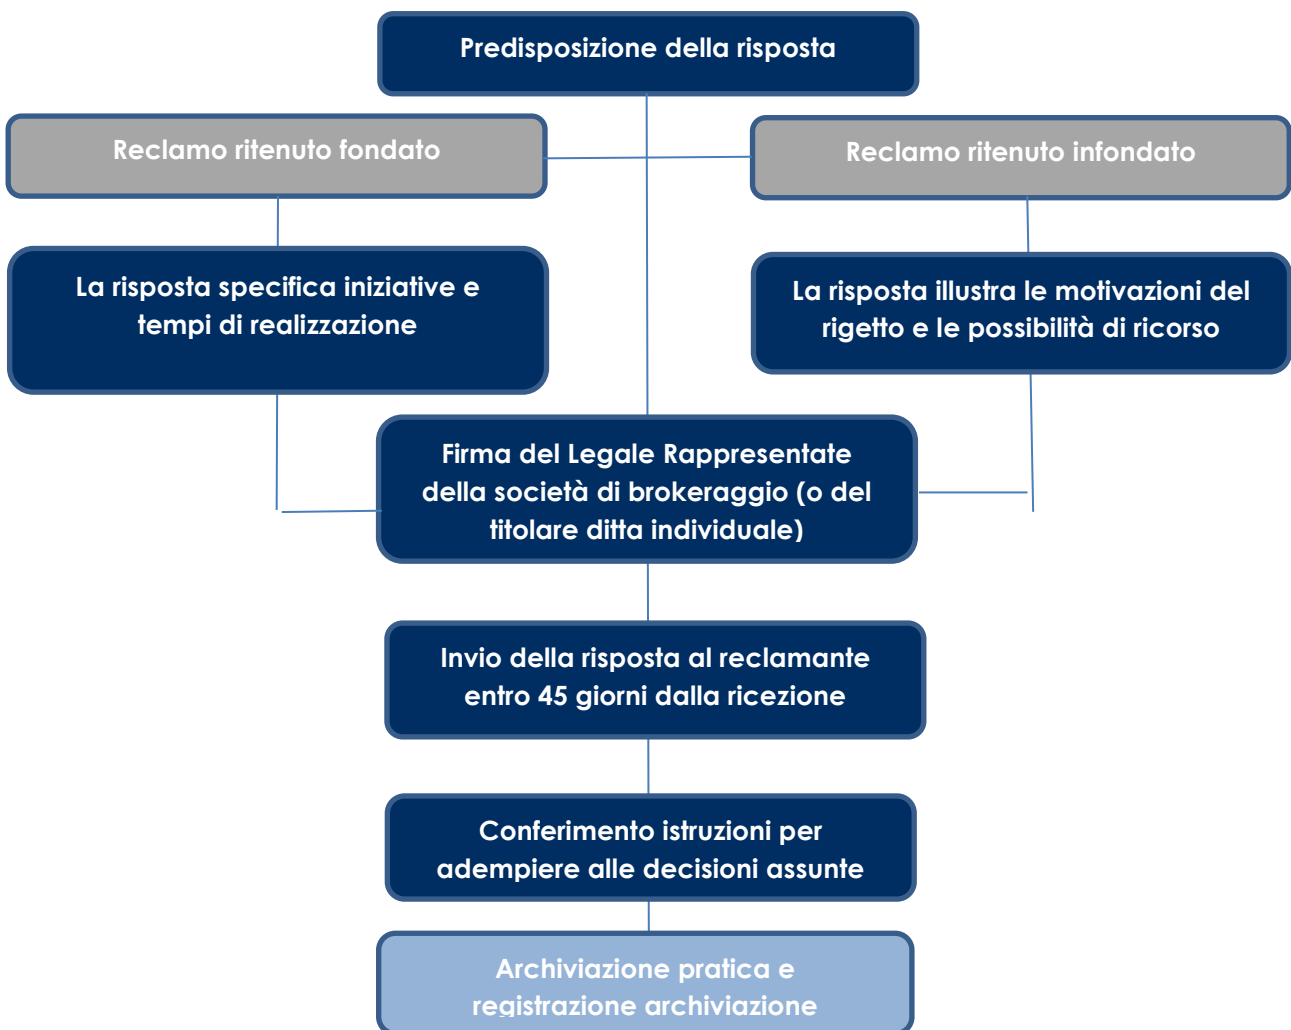 Predisposizione della risposta
Reclamo ritenuto fondato
Reclamo ritenuto infondato
La risposta specifica iniziative e
tempi di realizzazione
La risposta illustra le motivazioni del
rigetto e le possibilità di ricorso
Firma del Legale Rappresentate
della società di brokeraggio (o del
titolare ditta individuale)
Invio della risposta al reclamante
entro 45 giorni dalla ricezione
Conferimento istruzioni per
adempiere alle decisioni assunte
Archiviazione pratica e
registrazione archiviazione